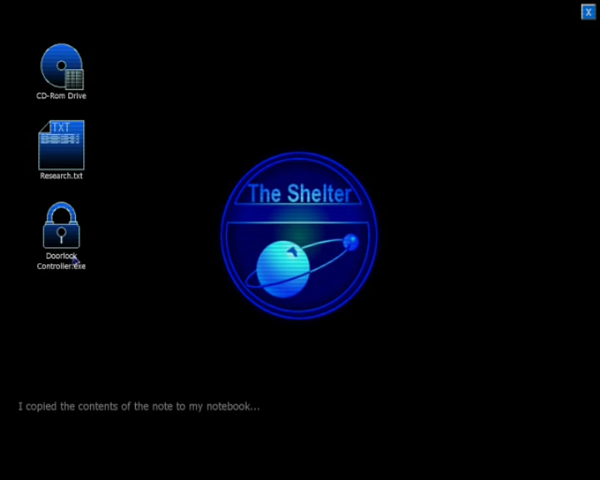 X
CD-Rom Drive
TXT
Research.txt
The Shelter
Doorlock
Controller.exe
I copied the contents of the note to my notebook...